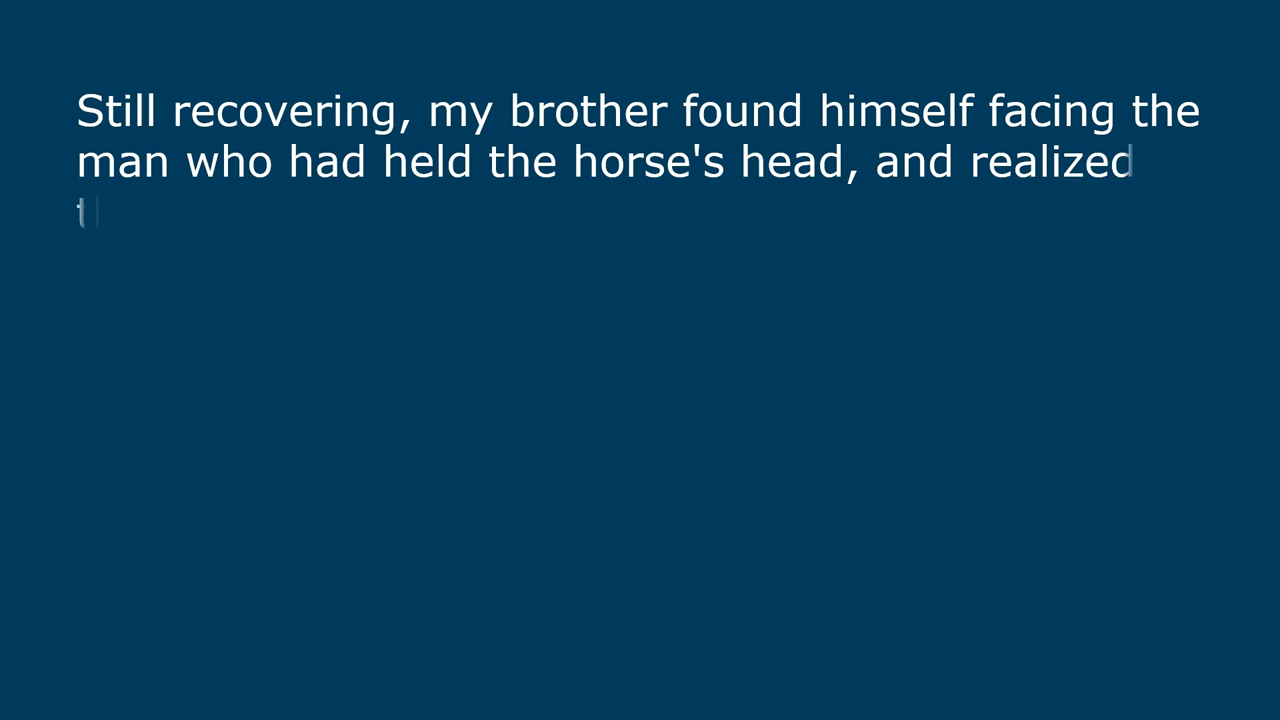 Still recovering, my brother found himself facing the
man who had held the horse's head, and realized